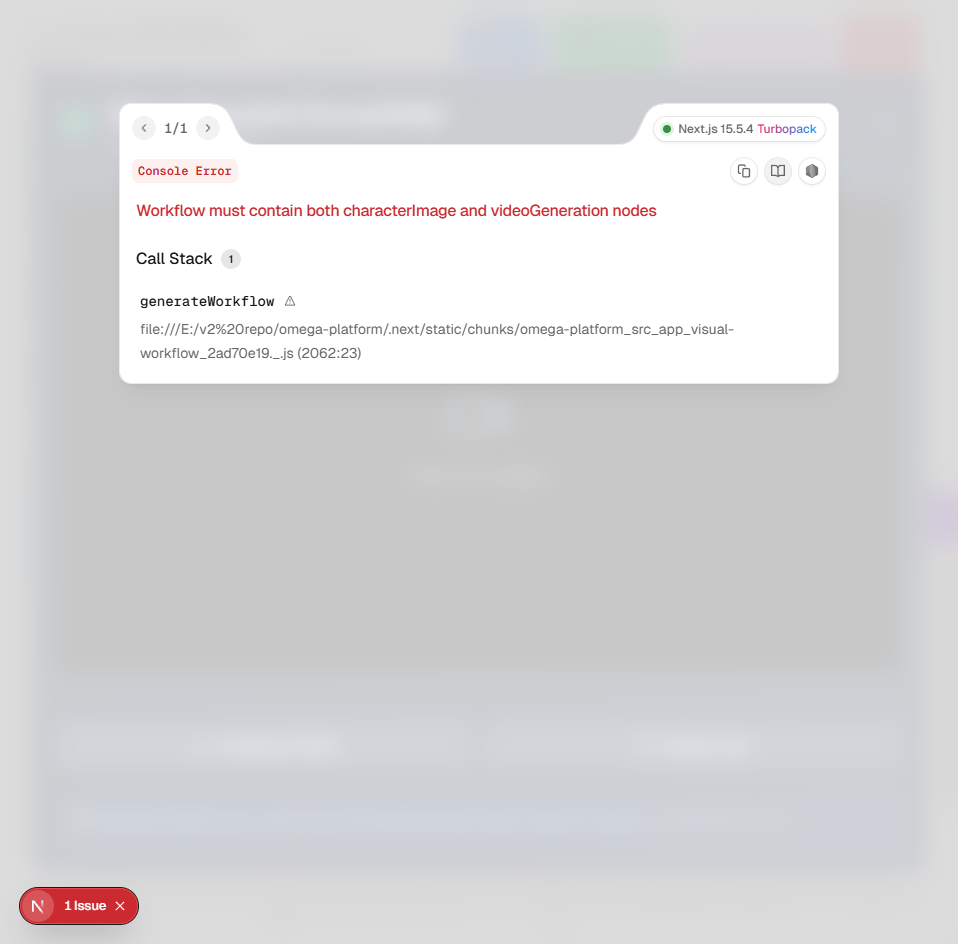 1/1
Next.js 15.5.4 Turbopack
Console Error
Workflow must contain both characterImage and videoGeneration nodes
Call Stack 1
generateWorkflow
file:///E:/v2%20repo/omega-platform/.next/static/chunks/omega-platform_src_app_visual-
workflow_2ad70e19._.js (2062:23)
N 1 Issue